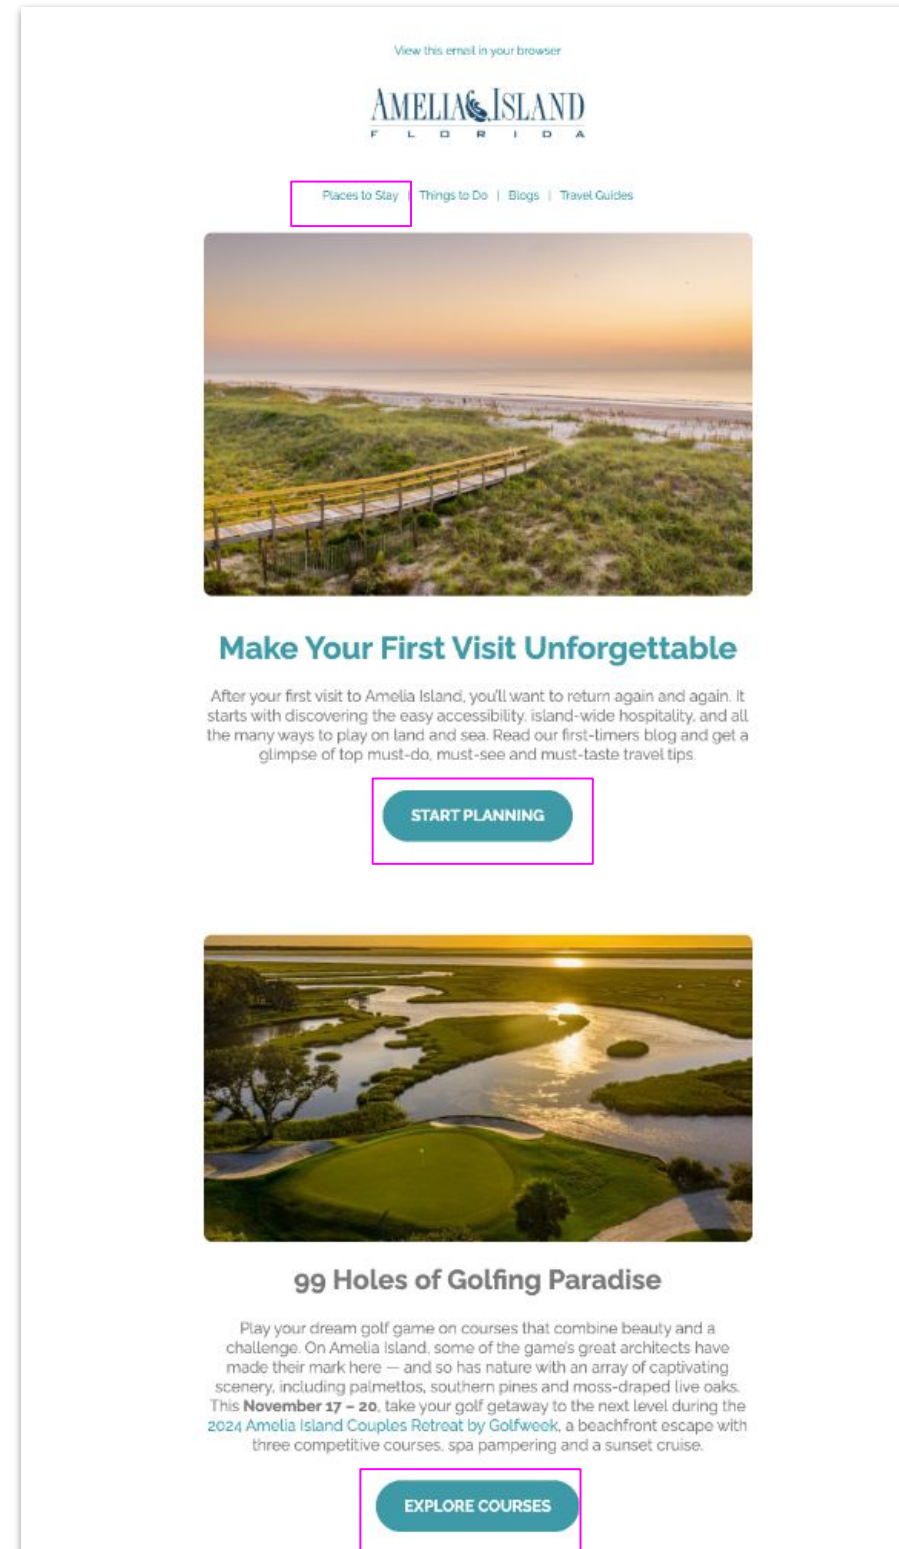 View this email in your browser
AMELIA ISLAND
FLORIDA
Places to Stay | Things to Do | Blogs | Travel Guides
Make Your First Visit Unforgettable
After your first visit to Amelia Island, you'll want to return again and again. It
starts with discovering the easy accessibility, island-wide hospitality, and all
the many ways to play on land and sea. Read our first-timers blog and get a
glimpse of top must-do, must-see and must-taste travel tips.
START PLANNING
99 Holes of Golfing Paradise
Play your dream golf game on courses that combine beauty and a
challenge. On Amelia Island, some of the game's great architects have
made their mark here — and so has nature with an array of captivating
scenery, including palmettos, southern pines and moss-draped live oaks.
This November 17 – 20, take your golf getaway to the next level during the
2024 Amelia Island Couples Retreat by Golfweek, a beachfront escape with
three competitive courses, spa pampering and a sunset cruise.
EXPLORE COURSES